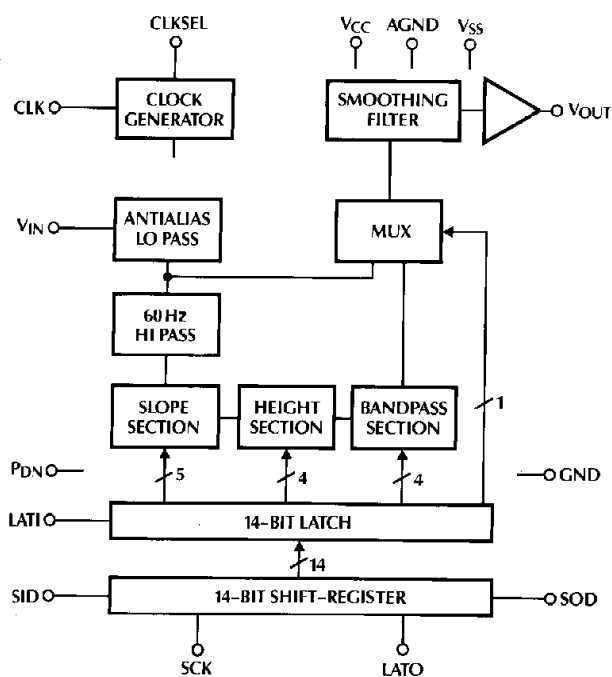 CLKSEL
VCC AGND VSS
CLK
CLOCK
GENERATOR
SMOOTHING
FILTER
VOUT
VIN
ANTIALIAS
LO PASS
MUX
60 Hz
HI PASS
SLOPE
SECTION
HEIGHT
SECTION
BANDPASS
SECTION
1
PDN
5
4
4
GND
LATI
14-BIT LATCH
14
SID
14-BIT SHIFT-REGISTER
SOD
SCK
LATO